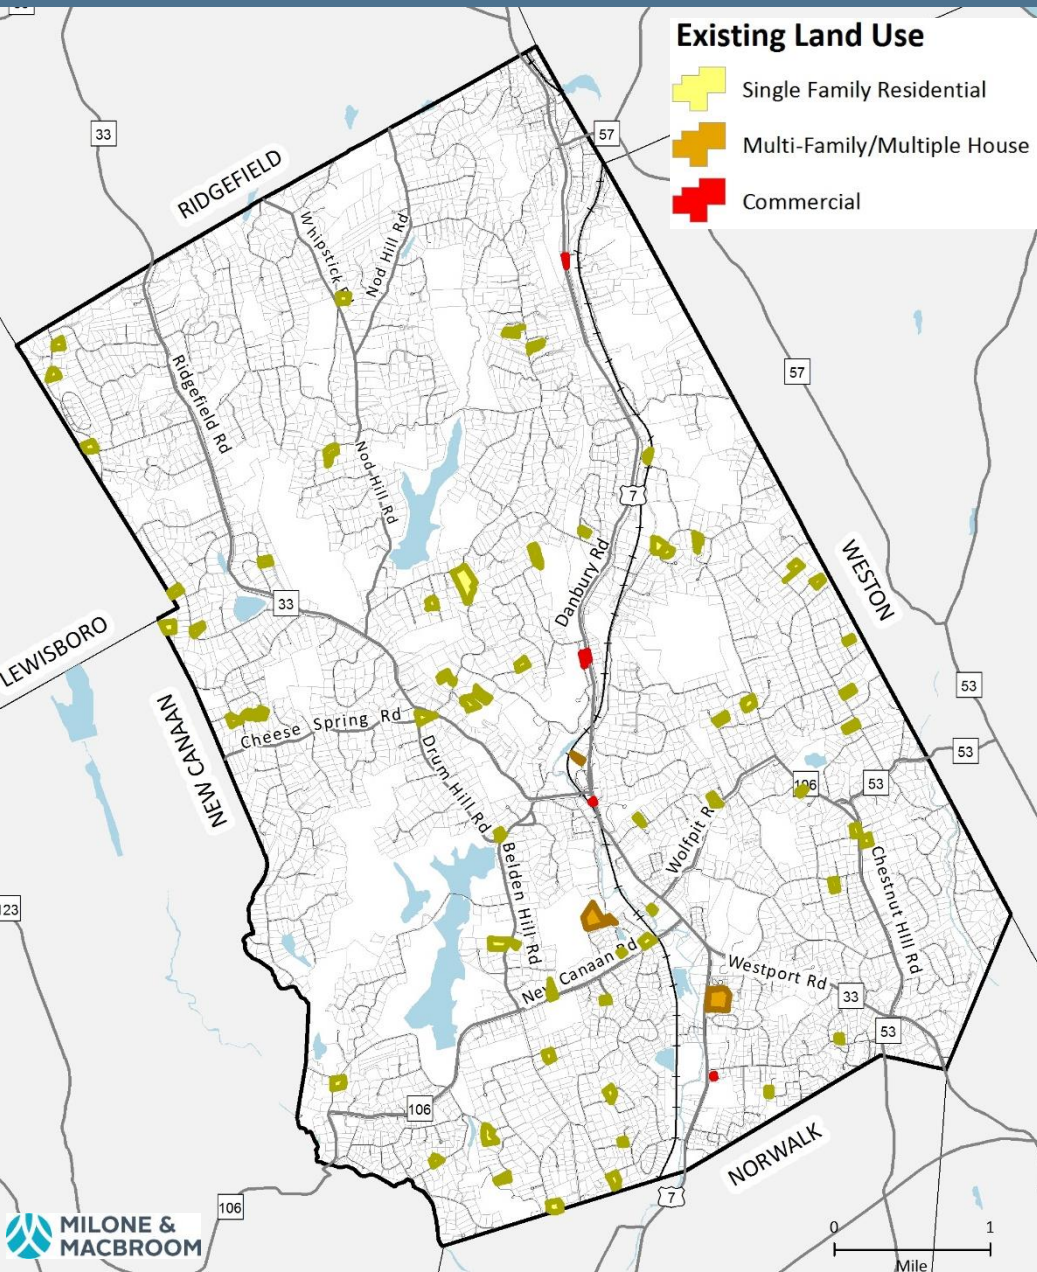 Existing Land Use
Single Family Residential
Multi-Family/Multiple House
Commercial
33
57
RIDGEFIELD
Whipstick
Nod Hill Rd
57
Ridgefield Rd
Nod Hill Rd
7
Danbury Rd
WESTON
33
LEWISBORO
53
NEW CANAAN
Cheese Spring Rd
Drum Hill Rd
53
106
53
Wolfpit R
Belden Hill Rd
Chestnut Hill Rd
123
New Canaan Rd
Westport Rd
33
53
106
NORWALK
106
7
MILONE &
MACBROOM
0 1
Mile